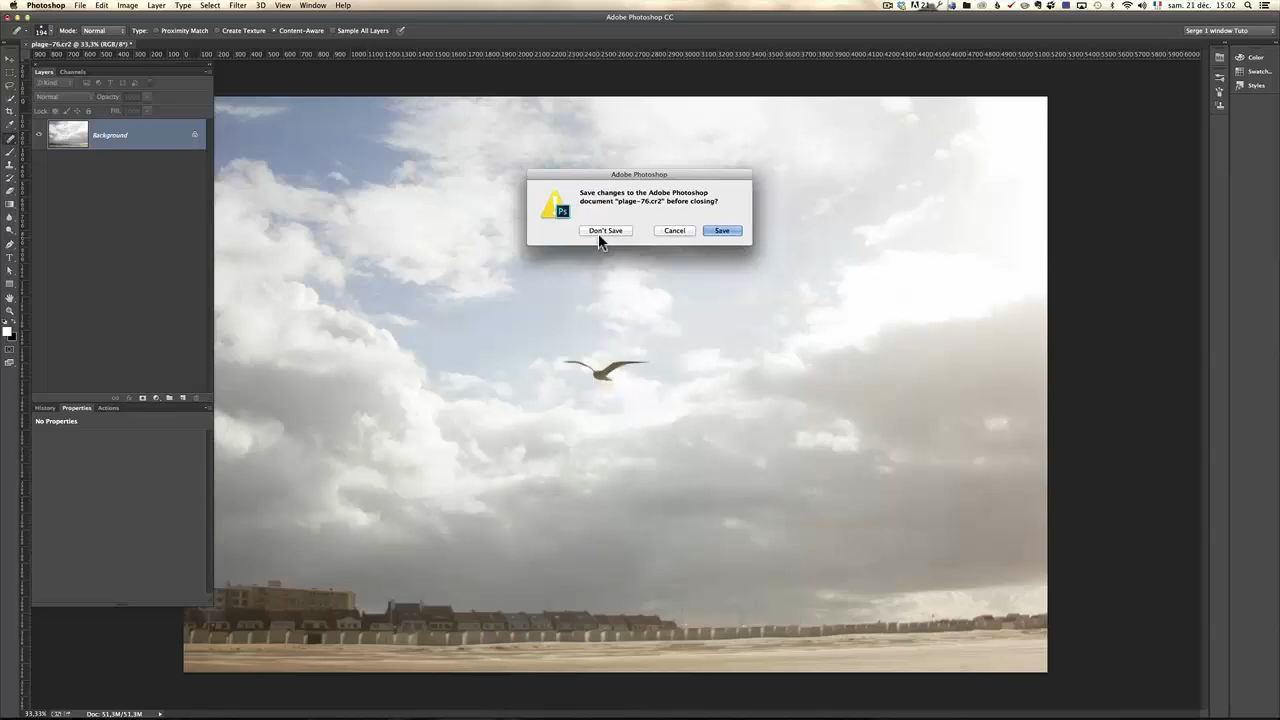 Photoshop File Edit Image Layer Type Select Filter 3D View Window Help
sam. 21 déc. 15:02
Adobe Photoshop CC
194 Mode: Normal Type: Proximity Match Create Texture Content-Aware Sample All Layers
Serge 1 window Tuto
plage-76.cr2 @ 33,3% (RGB/8*) *
Layers Channels
Kind
Normal Opacity:
Lock: Fill:
Background
Color
Swatch...
Styles
Adobe Photoshop
Save changes to the Adobe Photoshop
document "plage-76.cr2" before closing?
Ps
Don't Save Cancel Save
History Properties Actions
No Properties
33,33% Doc: 51,3M/51,3M